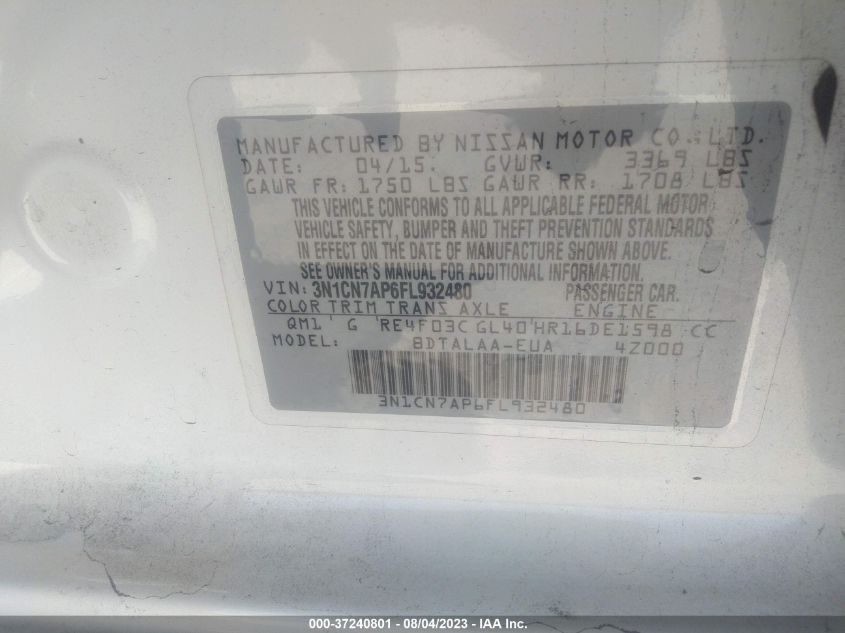 MANUFACTURED BY NISSAN MOTOR CO., LTD.
DATE: 04/15. GVWR: 3369 LBS
GAWR FR: 1750 LBS GAWR RR: 1708 LBS
THIS VEHICLE CONFORMS TO ALL APPLICABLE FEDERAL MOTOR
VEHICLE SAFETY, BUMPER AND THEFT PREVENTION STANDARDS
IN EFFECT ON THE DATE OF MANUFACTURE SHOWN ABOVE.
SEE OWNER'S MANUAL FOR ADDITIONAL INFORMATION.
VIN: 3N1CN7AP6FL932480 PASSENGER CAR.
COLOR TRIM TRANS AXLE ENGINE
QM1 G RE4F03C GL40 HR16DE1598 CC
MODEL: BDTALAA-EUA 4Z000
3N1CN7AP6FL932480
000-37240801 - 08/04/2023 - IAA Inc.